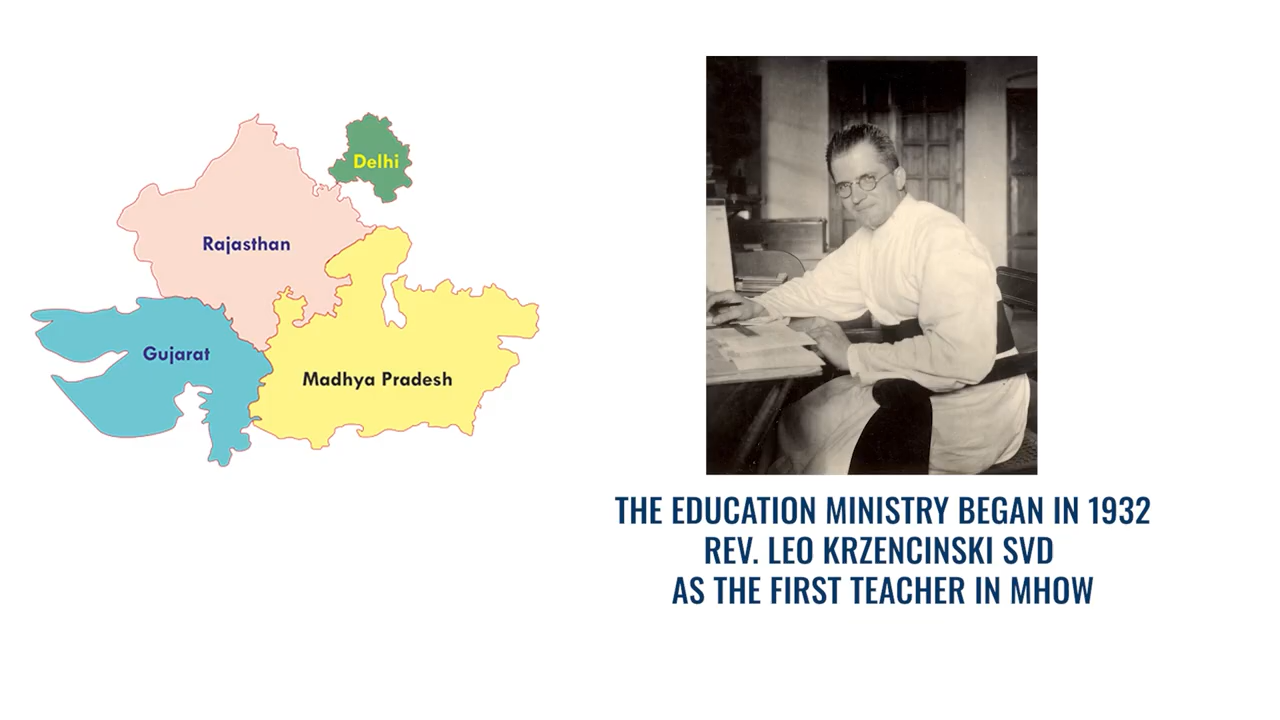 Delhi
Rajasthan
Gujarat
Madhya Pradesh
THE EDUCATION MINISTRY BEGAN IN 1932
REV. LEO KRZENCINSKI SVD
AS THE FIRST TEACHER IN MHOW